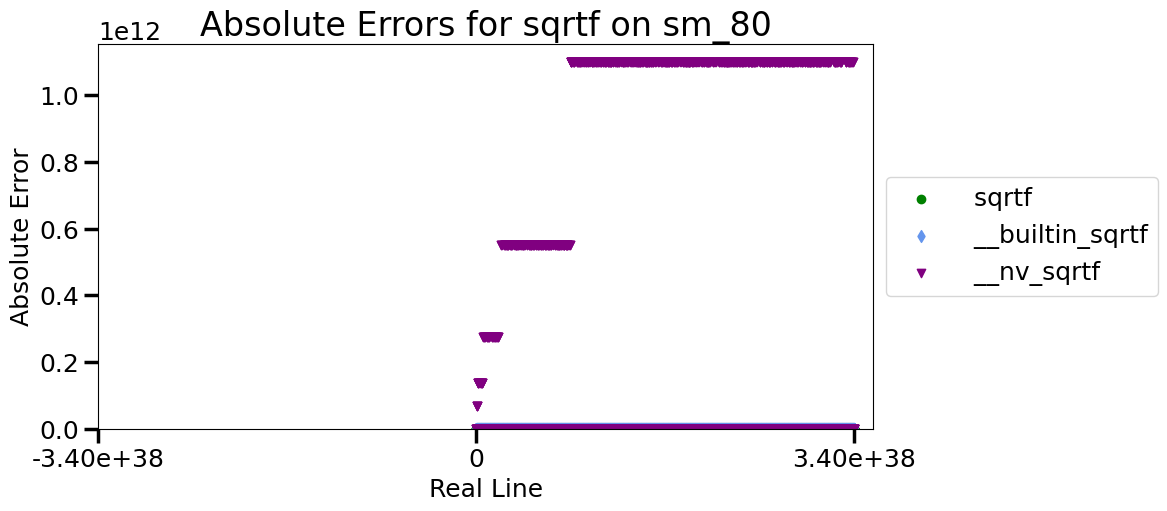 Absolute Errors for sqrtf on sm_80
1e12
1.0
0.8
0.6
0.4
0.2
0.0
Absolute Error
-3.40e+38
0
3.40e+38
Real Line
sqrtf
__builtin_sqrtf
__nv_sqrtf